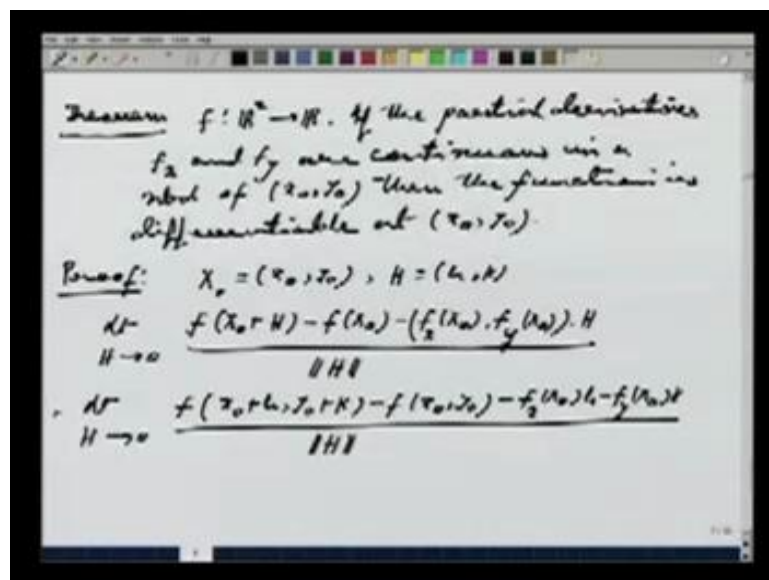 Theorem f : ℝ² → ℝ. If the partial derivatives
f_x and f_y are continuous in a
nbd of (x₀, y₀) then the function is
differentiable at (x₀, y₀).
Proof: X₀ = (x₀, y₀), H = (h, k)
lt H→0 f(X₀+H) − f(X₀) − (f_x(X₀), f_y(X₀)) . H / ‖H‖
lt H→0 f(x₀+h, y₀+k) − f(x₀, y₀) − f_x(X₀)h − f_y(X₀)k / ‖H‖